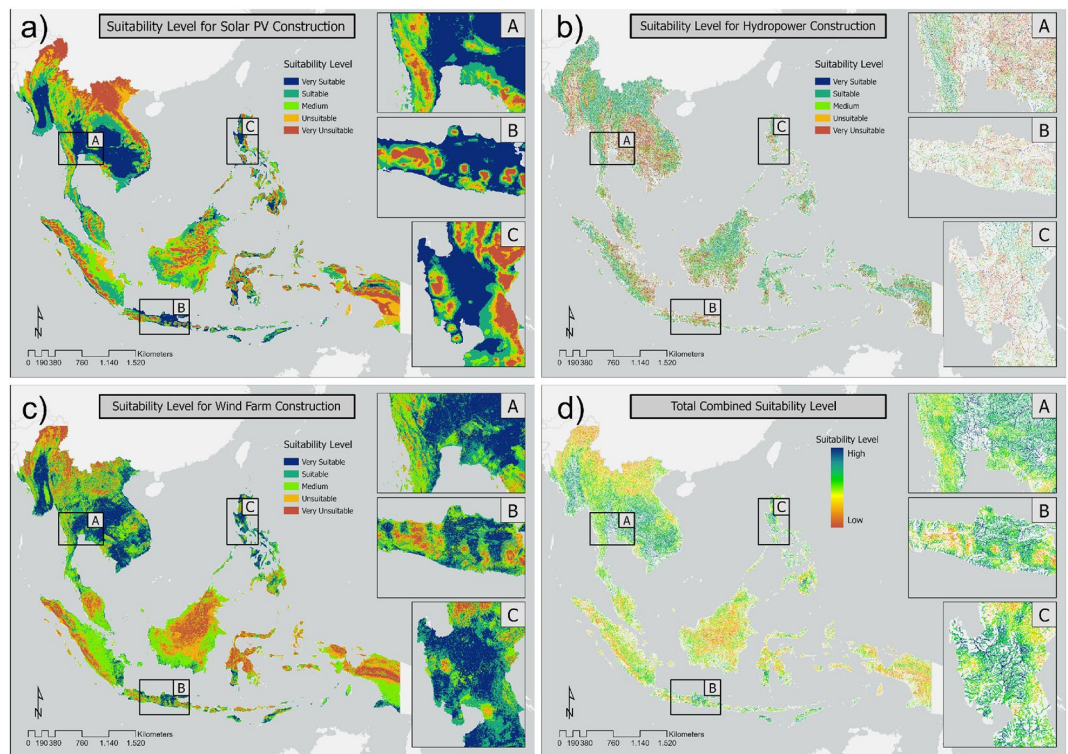 a)
Suitability Level for Solar PV Construction
Suitability Level
Very Suitable
Suitable
Medium
Unsuitable
Very Unsuitable
A
B
C
A
B
C
N
0 190 380 760 1.140 1.520
Kilometers
b)
Suitability Level for Hydropower Construction
Suitability Level
Very Suitable
Suitable
Medium
Unsuitable
Very Unsuitable
A
B
C
A
B
C
N
0 190 380 760 1.140 1.520
Kilometers
c)
Suitability Level for Wind Farm Construction
Suitability Level
Very Suitable
Suitable
Medium
Unsuitable
Very Unsuitable
A
B
C
A
B
C
N
0 190 380 760 1.140 1.520
Kilometers
d)
Total Combined Suitability Level
Suitability Level
High
Low
A
B
C
A
B
C
N
0 190 380 760 1.140 1.520
Kilometers